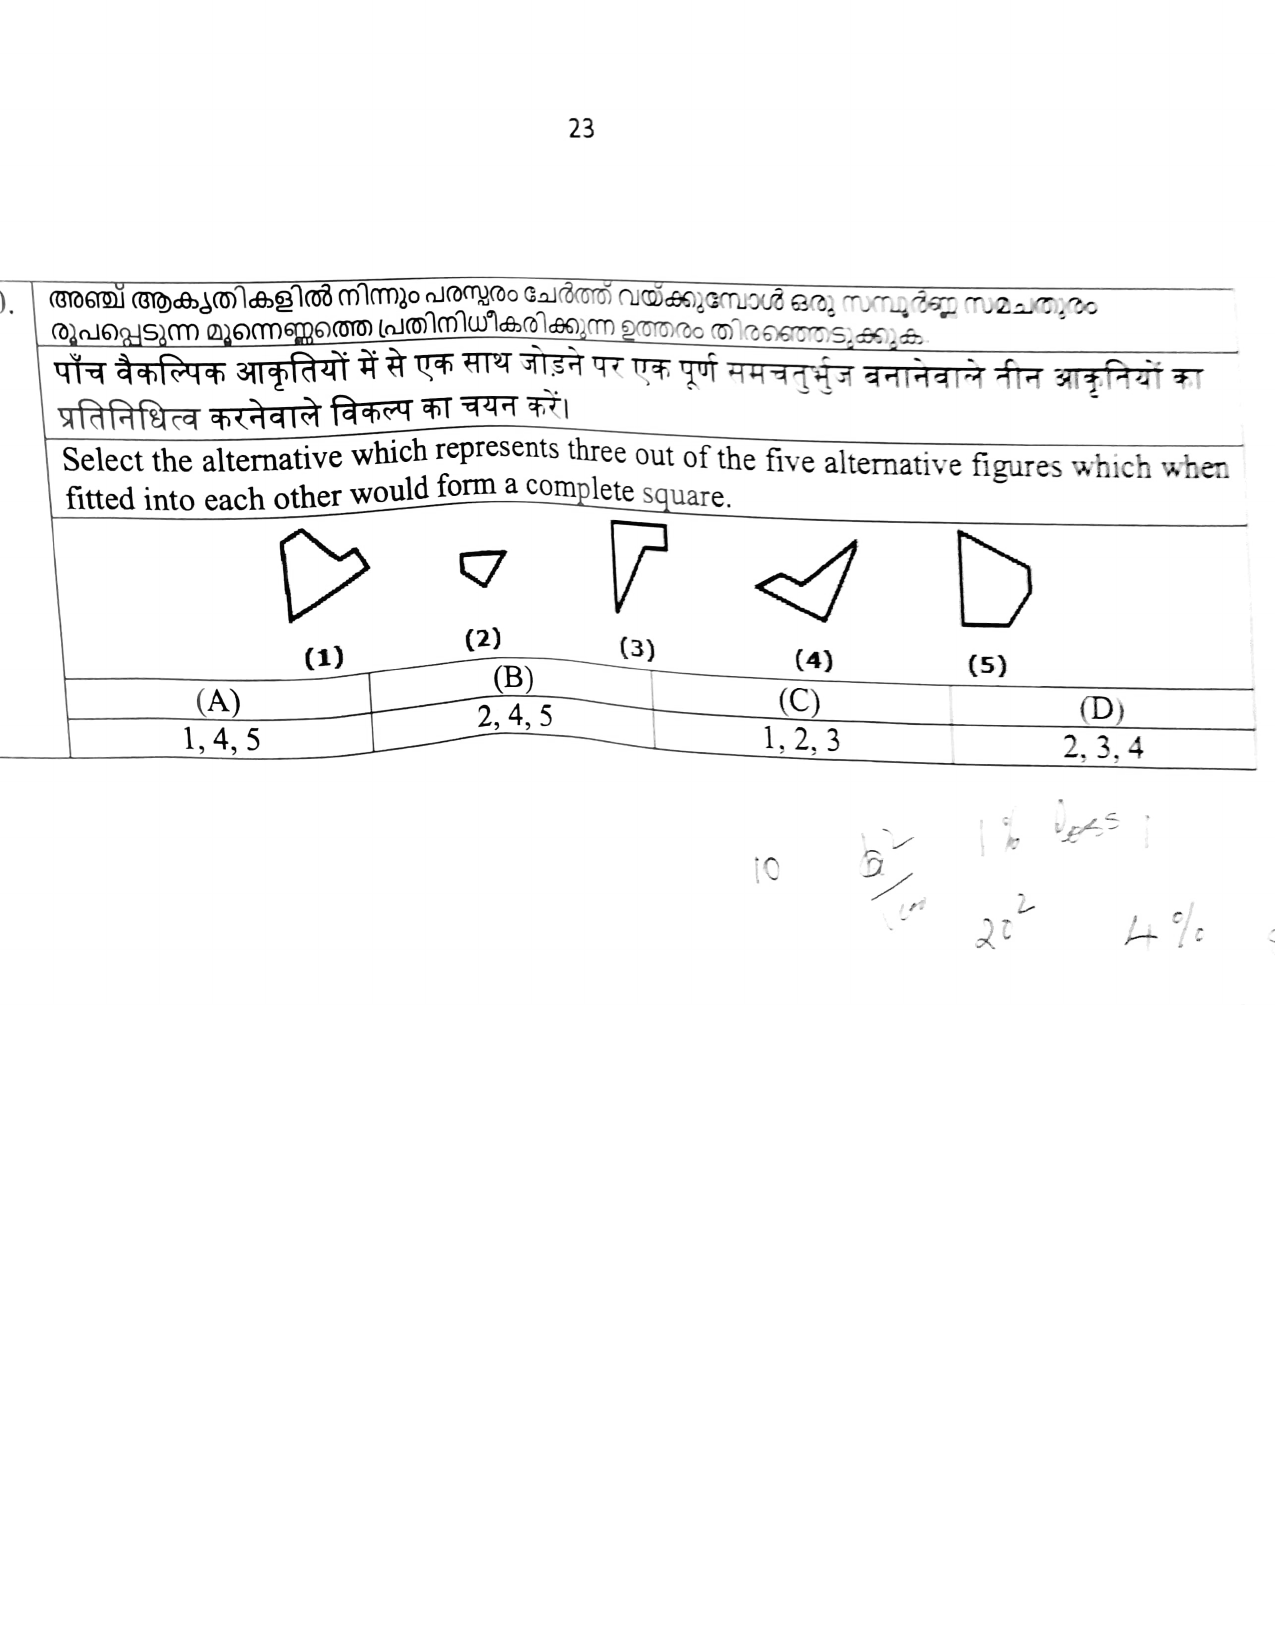 23
).
അഞ്ച് ആകൃതികളിൽ നിന്നും പരസ്പരം ചേർത്ത് വയ്ക്കുമ്പോൾ ഒരു സമ്പൂർണ്ണ സമചതുരം
രൂപപ്പെടുന്ന മൂന്നെണ്ണത്തെ പ്രതിനിധീകരിക്കുന്ന ഉത്തരം തിരഞ്ഞെടുക്കുക.
पाँच वैकल्पिक आकृतियों में से एक साथ जोड़ने पर एक पूर्ण समचतुर्भुज बनानेवाले तीन आकृतियों का
प्रतिनिधित्व करनेवाले विकल्प का चयन करें।
Select the alternative which represents three out of the five alternative figures which when
fitted into each other would form a complete square.
(1) (2) (3) (4) (5)
(A) (B) (C) (D)
1, 4, 5 2, 4, 5 1, 2, 3 2, 3, 4
10 1%
20² 4%